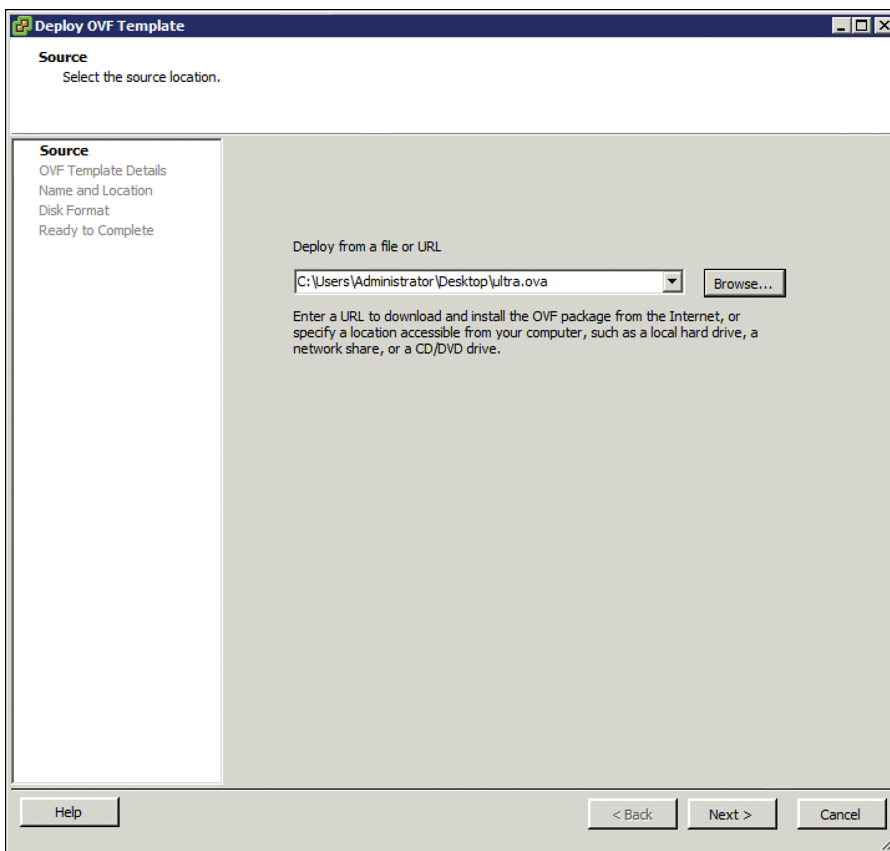 Deploy OVF Template
Source
Select the source location.
Source
OVF Template Details
Name and Location
Disk Format
Ready to Complete
Deploy from a file or URL
C:\Users\Administrator\Desktop\ultra.ova
Browse...
Enter a URL to download and install the OVF package from the Internet, or
specify a location accessible from your computer, such as a local hard drive, a
network share, or a CD/DVD drive.
Help
< Back
Next >
Cancel